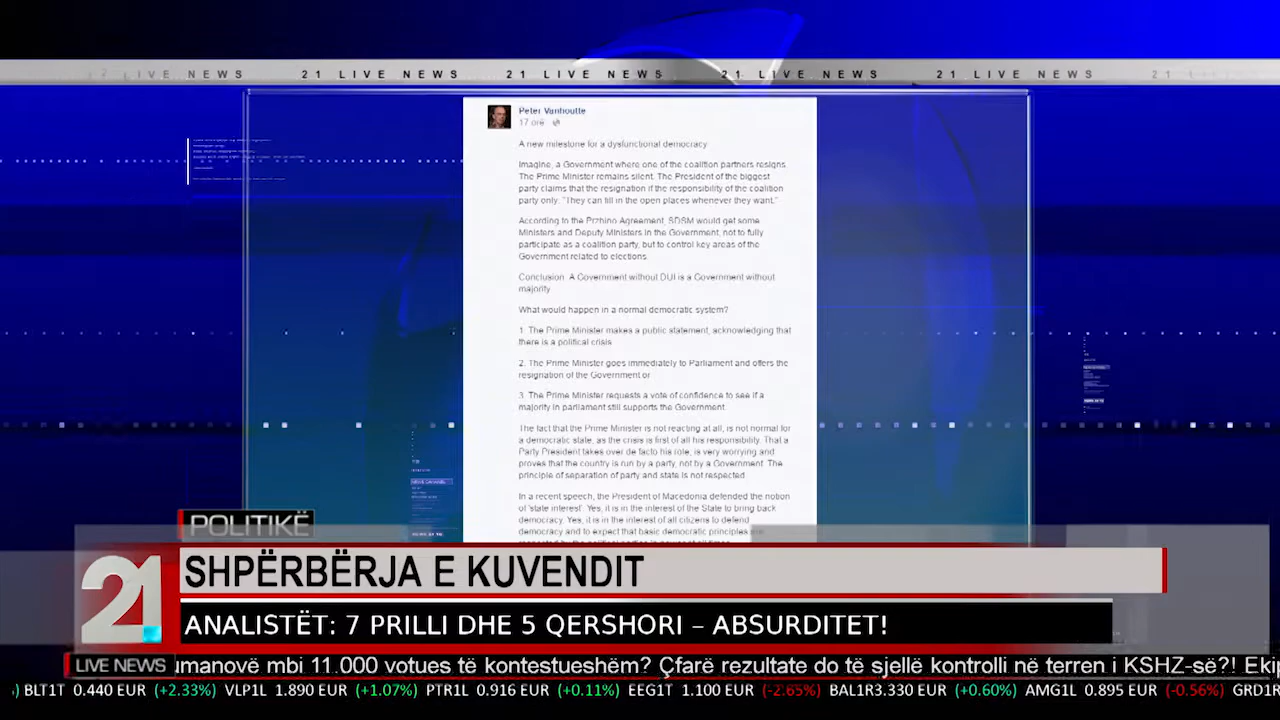 21 LIVE NEWS 21 LIVE NEWS 21 LIVE NEWS 21 LIVE NEWS
Peter Vanhoutte
17 orë
A new milestone for a dysfunctional democracy
Imagine, a Government where one of the coalition partners resigns.
The Prime Minister remains silent. The President of the biggest
party claims that the resignation if the responsibility of the coalition
party only. "They can fill in the open places whenever they want."
According to the Przhino Agreement, SDSM would get some
Ministers and Deputy Ministers in the Government, not to fully
participate as a coalition party, but to control key areas of the
Government related to elections.
Conclusion. A Government without DUI is a Government without
majority
What would happen in a normal democratic system?
1. The Prime Minister makes a public statement, acknowledging that
there is a political crisis
2. The Prime Minister goes immediately to Parliament and offers the
resignation of the Government or
3. The Prime Minister requests a vote of confidence to see if a
majority in parliament still supports the Government.
The fact that the Prime Minister is not reacting at all, is not normal for
a democratic state, as the crisis is first of all his responsibility. That a
Party President takes over de facto his role, is very worrying and
proves that the country is run by a party, not by a Government. The
principle of separation of party and state is not respected.
In a recent speech, the President of Macedonia defended the notion
of 'state interest'. Yes, it is in the interest of the State to bring back
democracy. Yes, it is in the interest of all citizens to defend
democracy and to expect that basic democratic principles are
POLITIKË
21
SHPËRBËRJA E KUVENDIT
ANALISTËT: 7 PRILLI DHE 5 QERSHORI – ABSURDITET!
LIVE NEWS
umanovë mbi 11.000 votues të kontestueshëm? Çfarë rezultate do të sjellë kontrolli në terren i KSHZ-së?! Ekip
) BLT1T 0.440 EUR (+2.33%) VLP1L 1.890 EUR (+1.07%) PTR1L 0.916 EUR (+0.11%) EEG1T 1.100 EUR (-2.65%) BAL1R3.330 EUR (+0.60%) AMG1L 0.895 EUR (-0.56%) GRD1R